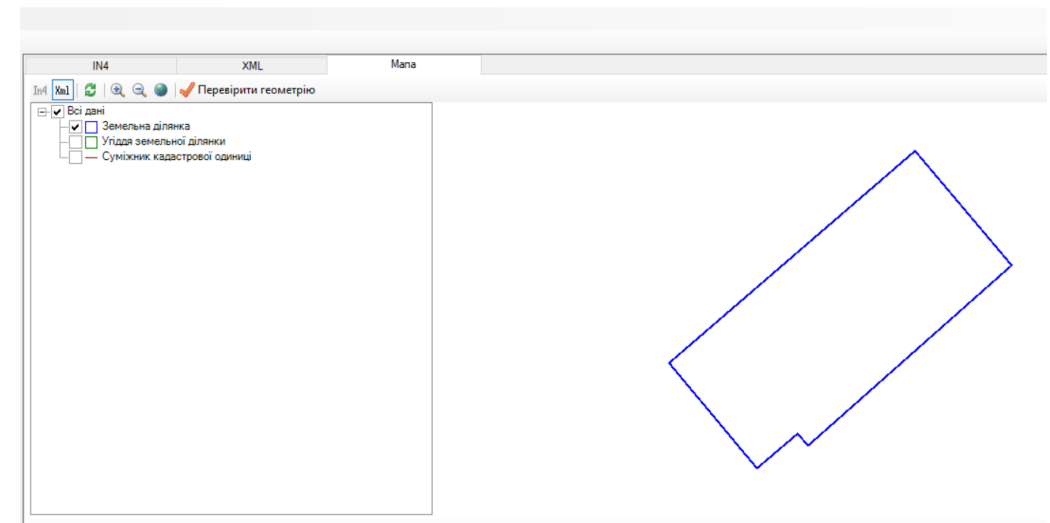 IN4 XML Мапа
In4 Xml Перевірити геометрію
Всі дані
Земельна ділянка
Угіддя земельної ділянки
Суміжник кадастрової одиниці